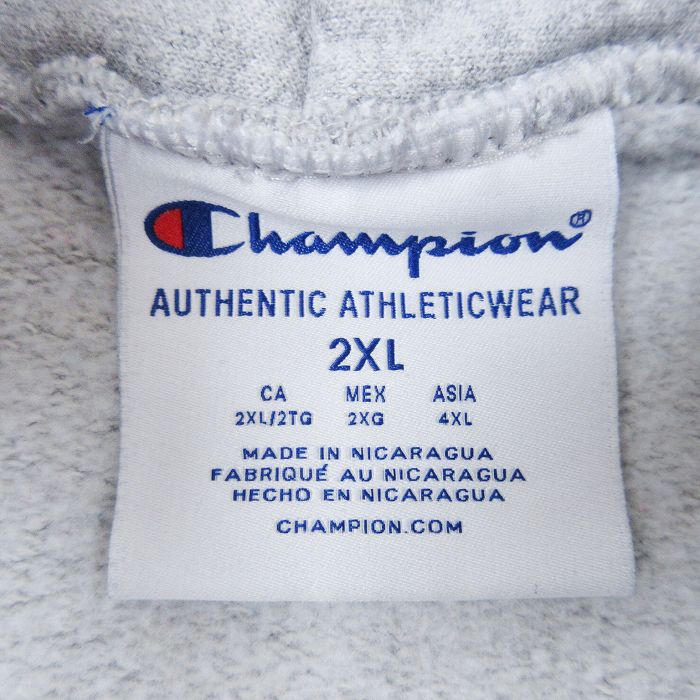 Champion®
AUTHENTIC ATHLETICWEAR
2XL
CA MEX ASIA
2XL/2TG 2XG 4XL
MADE IN NICARAGUA
FABRIQUÉ AU NICARAGUA
HECHO EN NICARAGUA
CHAMPION.COM